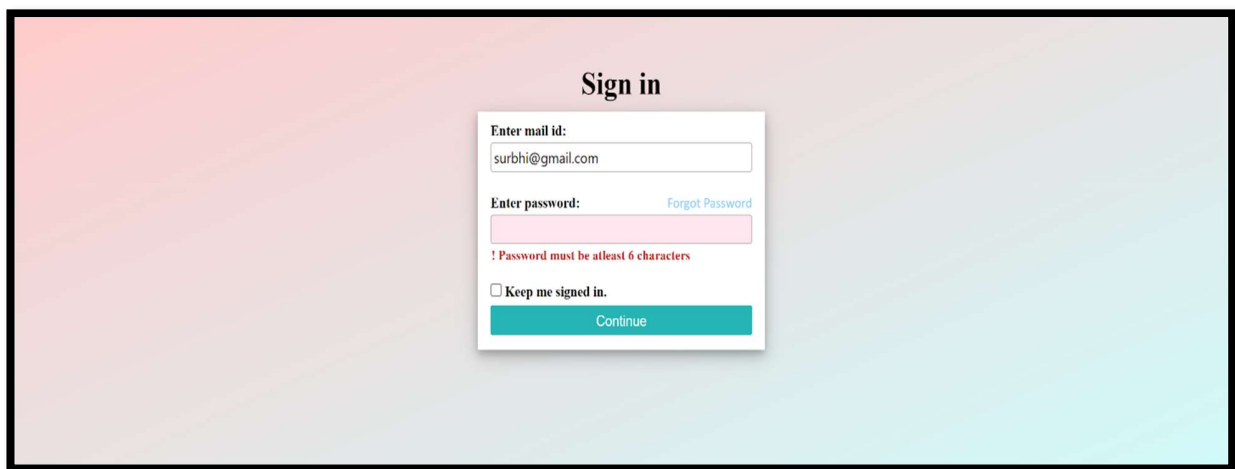 Sign in
Enter mail id:
surbhi@gmail.com
Enter password: Forgot Password
! Password must be atleast 6 characters
Keep me signed in.
Continue